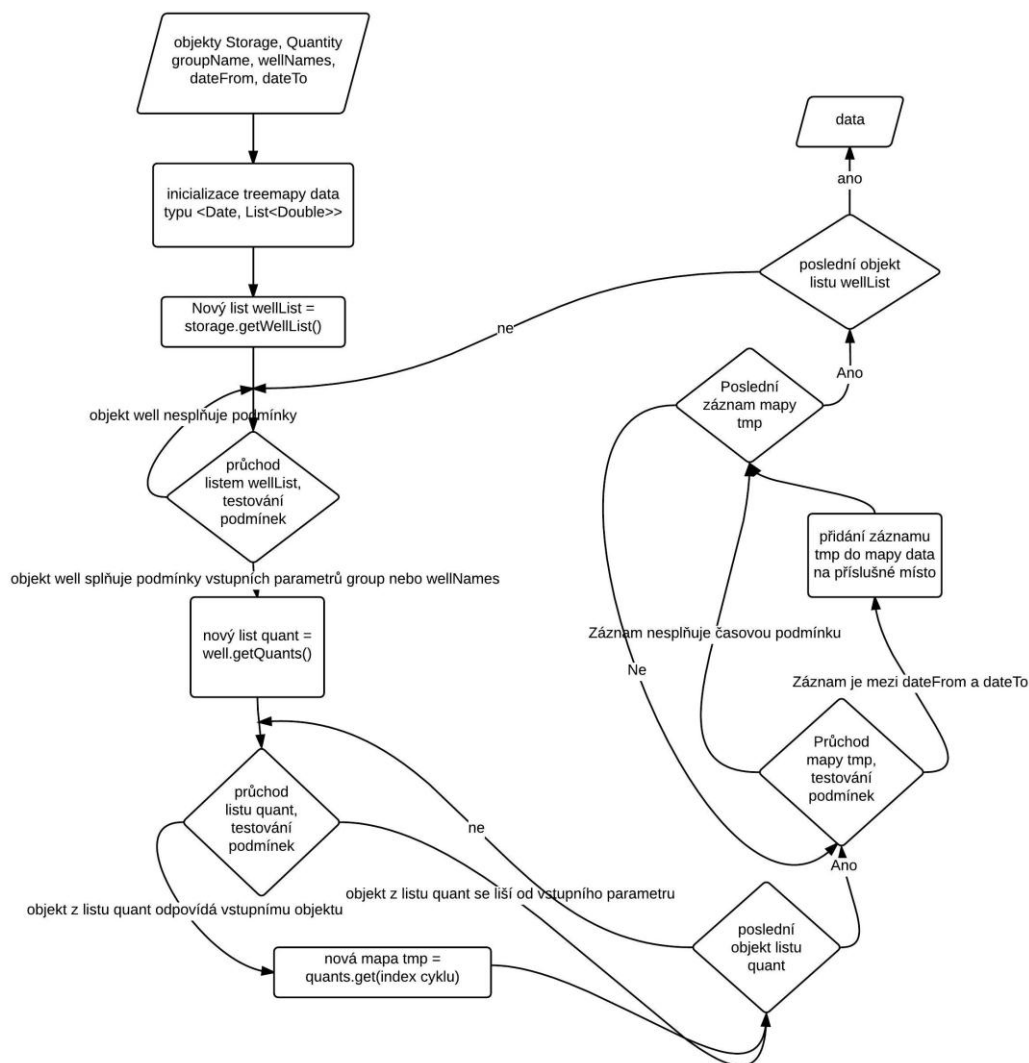 objekty Storage, Quantity
groupName, wellNames,
dateFrom, dateTo
inicializace treemapy data
typu <Date, List<Double>>
Nový list wellList =
storage.getWellList()
objekt well nesplňuje podmínky
průchod
listem wellList,
testování
podmínek
objekt well splňuje podmínky vstupních parametrů group nebo wellNames
nový list quant =
well.getQuants()
průchod
listu quant,
testování
podmínek
objekt z listu quant odpovídá vstupnímu objektu
objekt z listu quant se liší od vstupního parametru
nová mapa tmp =
quants.get(index cyklu)
poslední
objekt listu
quant
ne
Ano
Průchod
mapy tmp,
testování
podmínek
Záznam nesplňuje časovou podmínku
Záznam je mezi dateFrom a dateTo
přidání záznamu
tmp do mapy data
na příslušné místo
Poslední
záznam mapy
tmp
Ne
Ano
poslední objekt
listu wellList
ne
ano
data